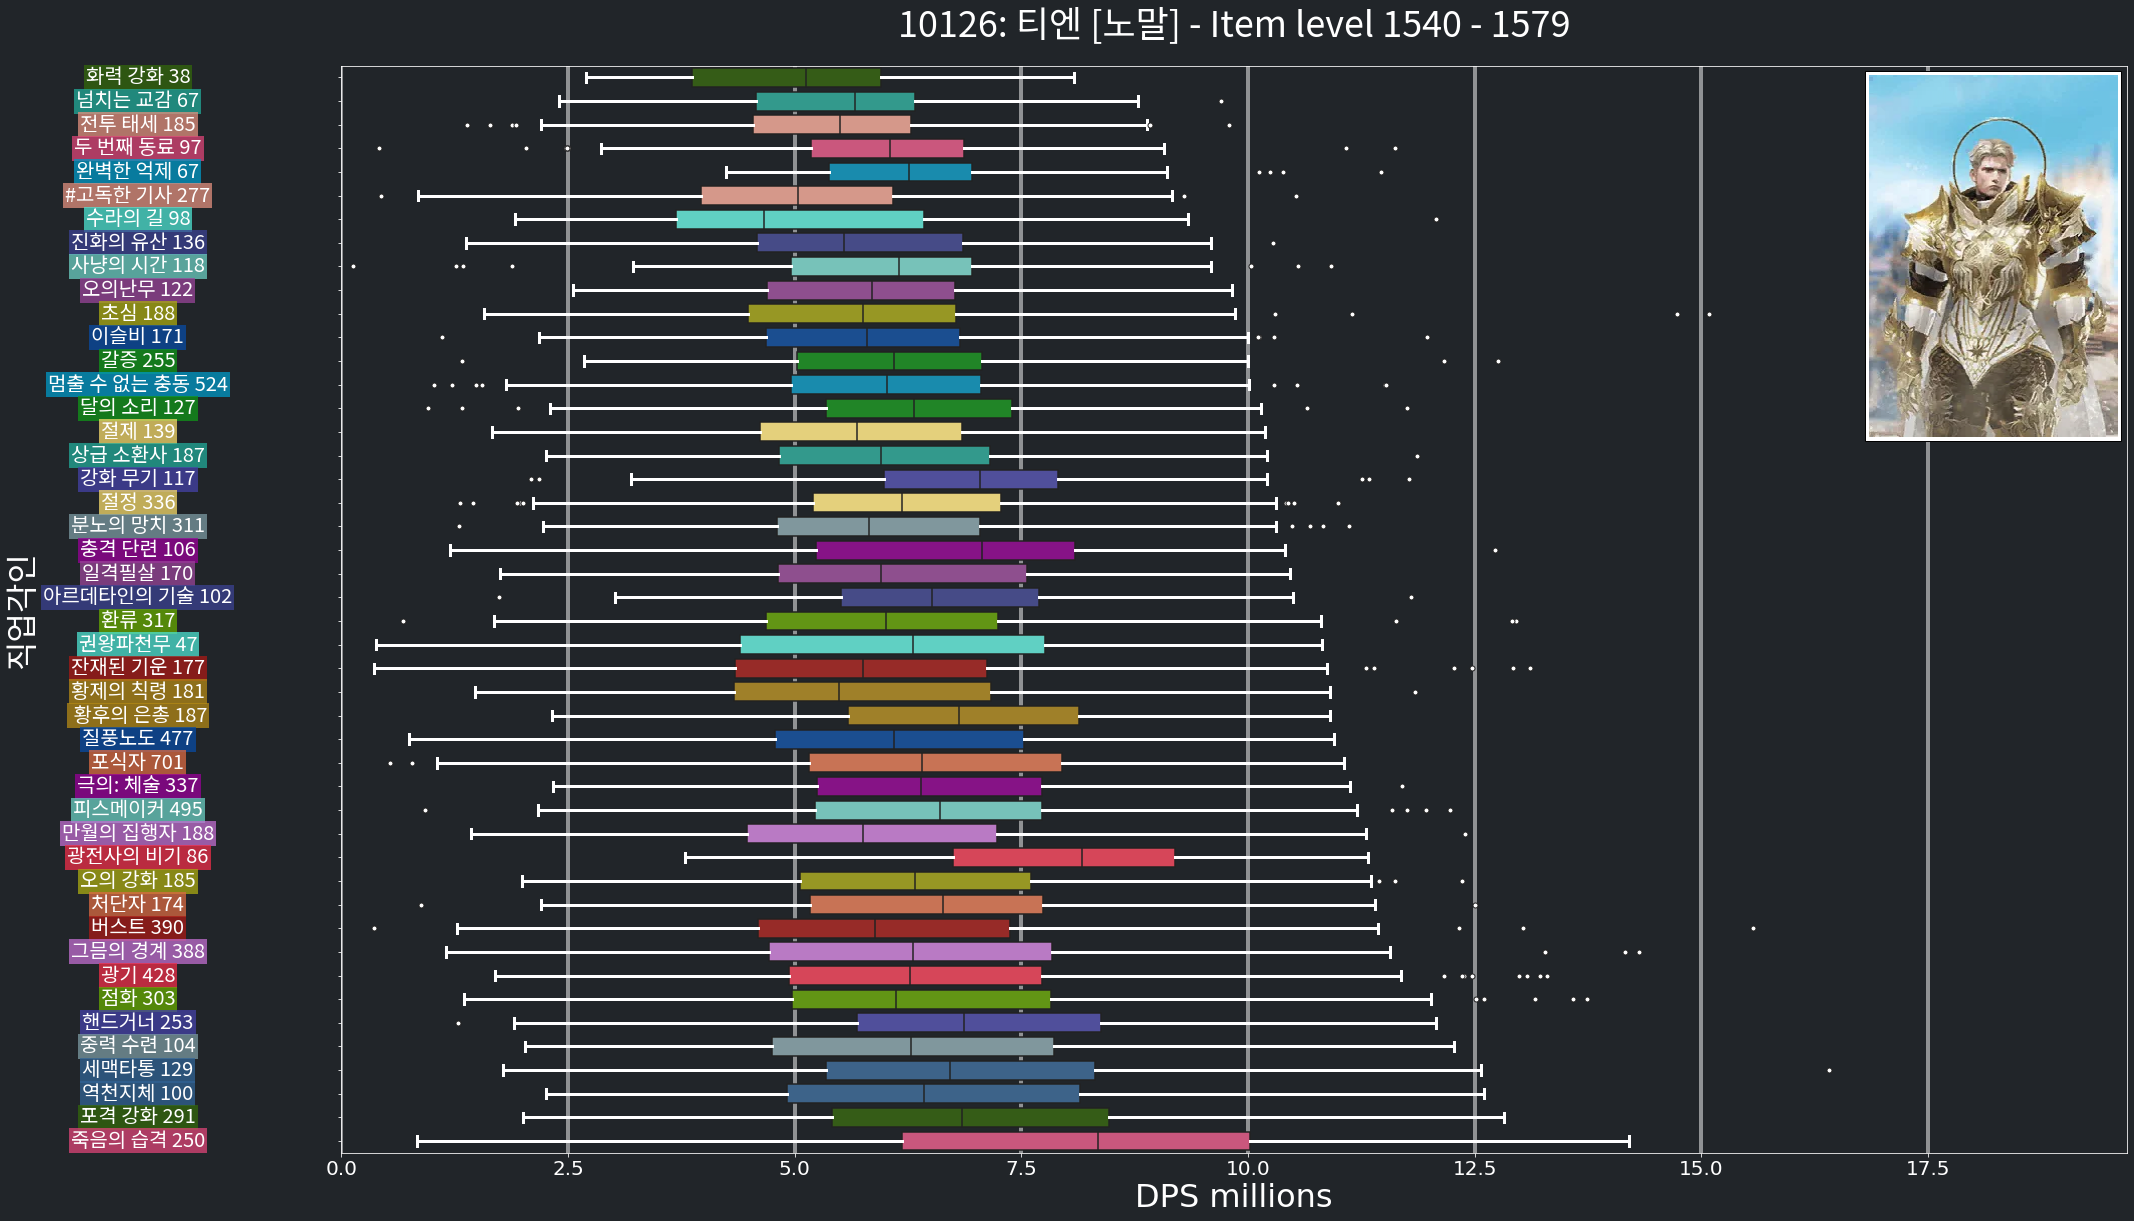 10126: 티엔 [노말] - Item level 1540 - 1579
화력 강화 38
넘치는 교감 67
전투 태세 185
두 번째 동료 97
완벽한 억제 67
#고독한 기사 277
수라의 길 98
진화의 유산 136
사냥의 시간 118
오의난무 122
초심 188
이슬비 171
갈증 255
멈출 수 없는 충동 524
달의 소리 127
절제 139
상급 소환사 187
강화 무기 117
절정 336
분노의 망치 311
충격 단련 106
일격필살 170
아르데타인의 기술 102
환류 317
권왕파천무 47
잔재된 기운 177
황제의 칙령 181
황후의 은총 187
질풍노도 477
포식자 701
극의: 체술 337
피스메이커 495
만월의 집행자 188
광전사의 비기 86
오의 강화 185
처단자 174
버스트 390
그믐의 경계 388
광기 428
점화 303
핸드거너 253
중력 수련 104
세맥타통 129
역천지체 100
포격 강화 291
죽음의 습격 250
직업각인
0.0 2.5 5.0 7.5 10.0 12.5 15.0 17.5
DPS millions